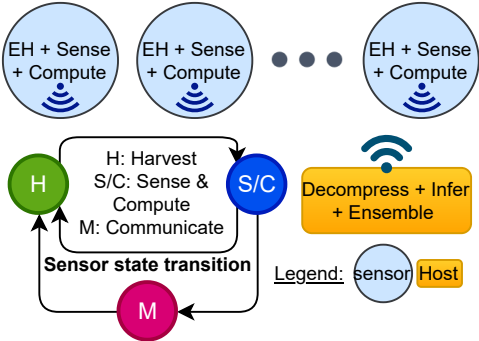 EH + Sense
+ Compute
EH + Sense
+ Compute
EH + Sense
+ Compute
H
H: Harvest
S/C: Sense &
Compute
M: Communicate
S/C
Sensor state transition
M
Decompress + Infer
+ Ensemble
Legend: sensor Host